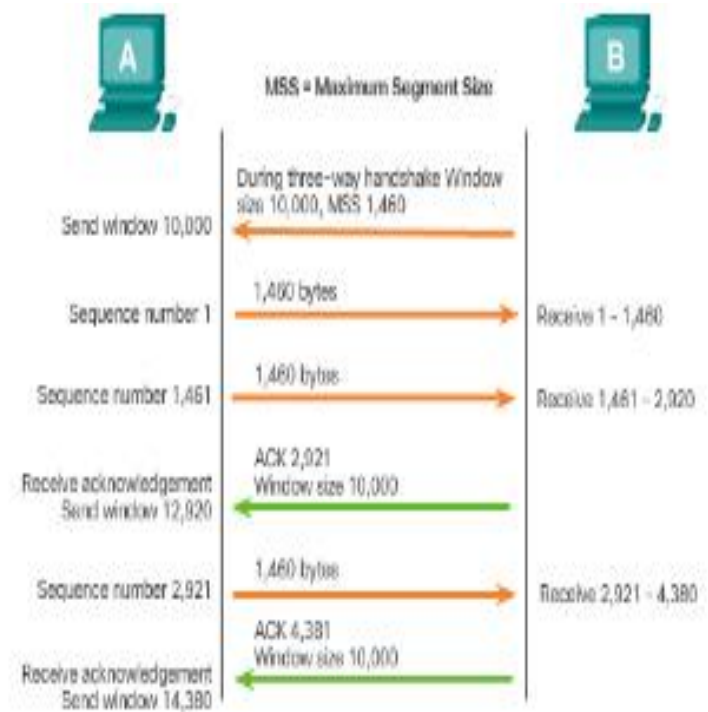 A
B
MSS = Maximum Segment Size
During three-way handshake Window
size 10,000, MSS 1,460
Send window 10,000
1,460 bytes
Sequence number 1
Receive 1 - 1,460
1,460 bytes
Sequence number 1,461
Receive 1,461 - 2,920
ACK 2,921
Window size 10,000
Receive acknowledgement
Send window 12,920
1,460 bytes
Sequence number 2,921
Receive 2,921 - 4,380
ACK 4,381
Window size 10,000
Receive acknowledgement
Send window 14,380